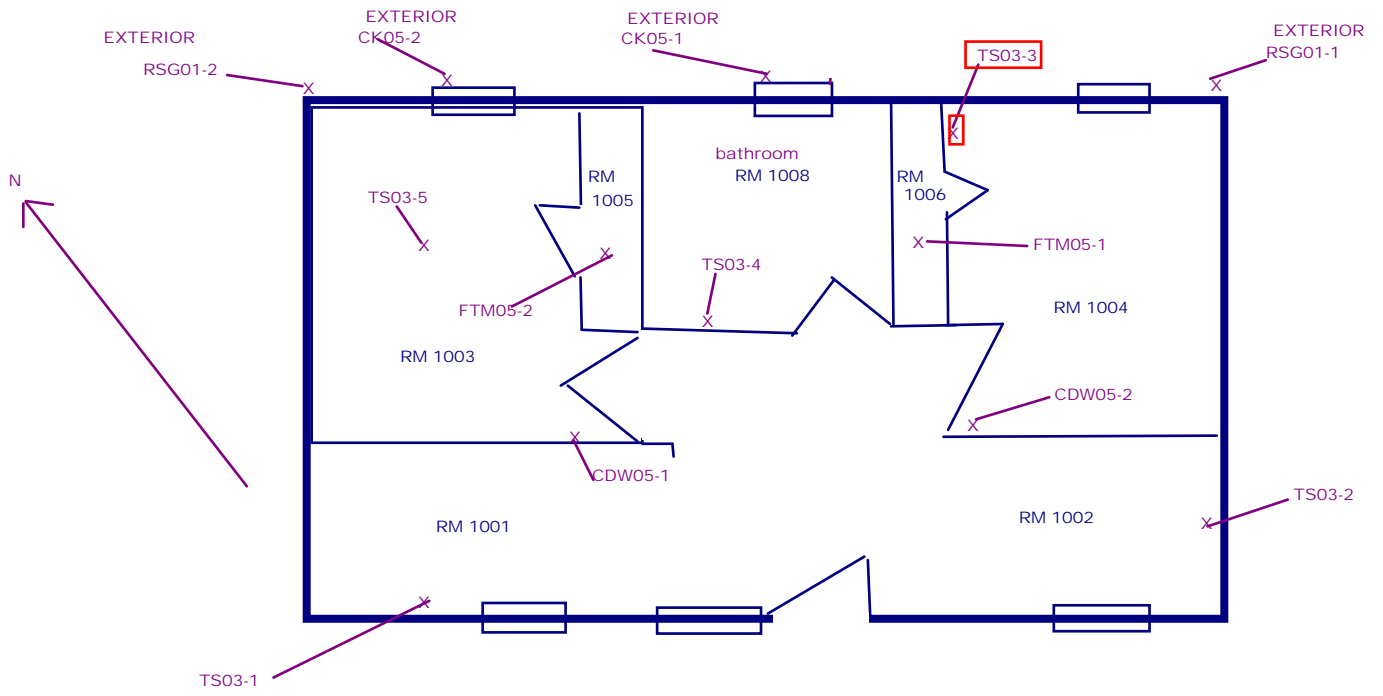 EXTERIOR
RSG01-2
EXTERIOR
CK05-2
EXTERIOR
CK05-1
TS03-3
EXTERIOR
RSG01-1
N
TS03-5
X
X
X
X
X
X
RM
1005
bathroom
RM 1008
RM
1006
X
X
X
FTM05-1
FTM05-2
TS03-4
X
RM 1003
RM 1004
CDW05-2
X
X
CDW05-1
RM 1001
RM 1002
TS03-2
X
X
TS03-1